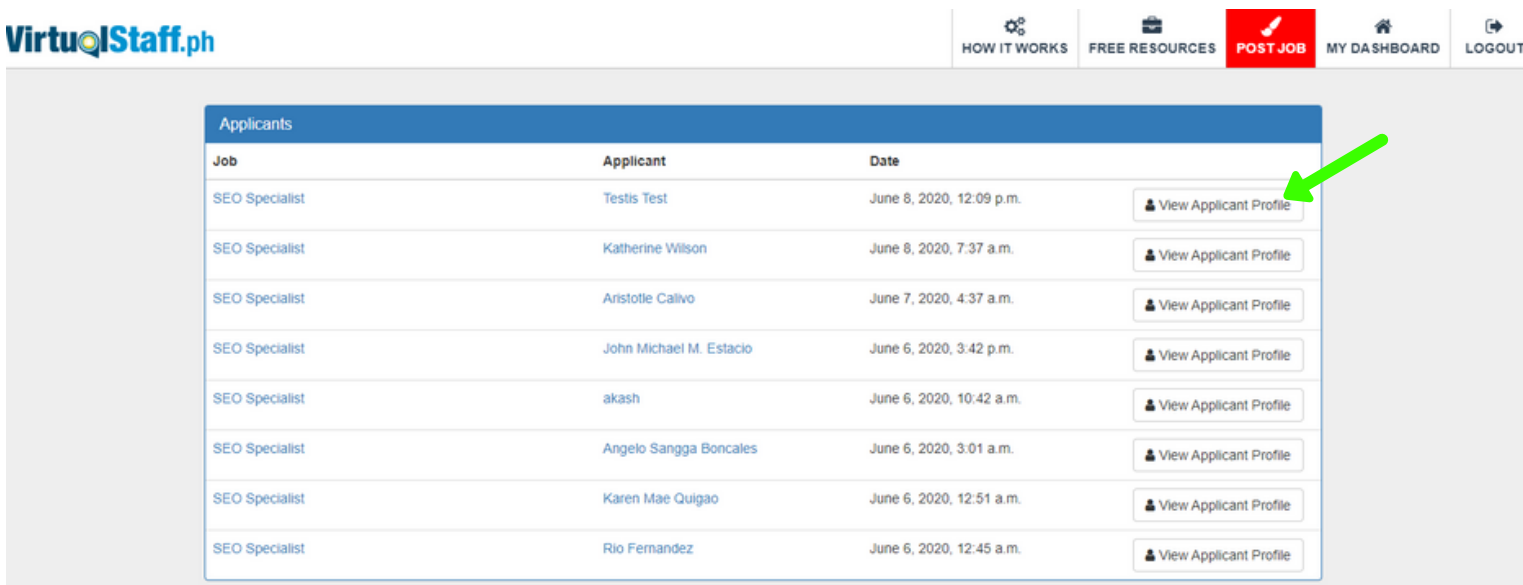 VirtualStaff.ph
HOW IT WORKS FREE RESOURCES POST JOB MY DASHBOARD LOGOUT
Applicants
Job Applicant Date
SEO Specialist Testis Test June 8, 2020, 12:09 p.m. View Applicant Profile
SEO Specialist Katherine Wilson June 8, 2020, 7:37 a.m. View Applicant Profile
SEO Specialist Aristotle Calivo June 7, 2020, 4:37 a.m. View Applicant Profile
SEO Specialist John Michael M. Estacio June 6, 2020, 3:42 p.m. View Applicant Profile
SEO Specialist akash June 6, 2020, 10:42 a.m. View Applicant Profile
SEO Specialist Angelo Sangga Boncales June 6, 2020, 3:01 a.m. View Applicant Profile
SEO Specialist Karen Mae Quigao June 6, 2020, 12:51 a.m. View Applicant Profile
SEO Specialist Rio Fernandez June 6, 2020, 12:45 a.m. View Applicant Profile